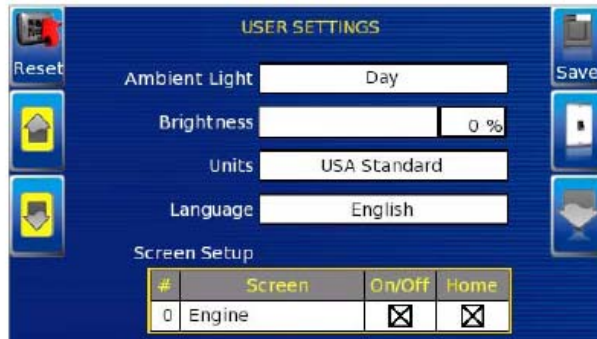 USER SETTINGS
Reset
Save
Ambient Light Day
Brightness 0 %
Units USA Standard
Language English
Screen Setup
# Screen On/Off Home
0 Engine